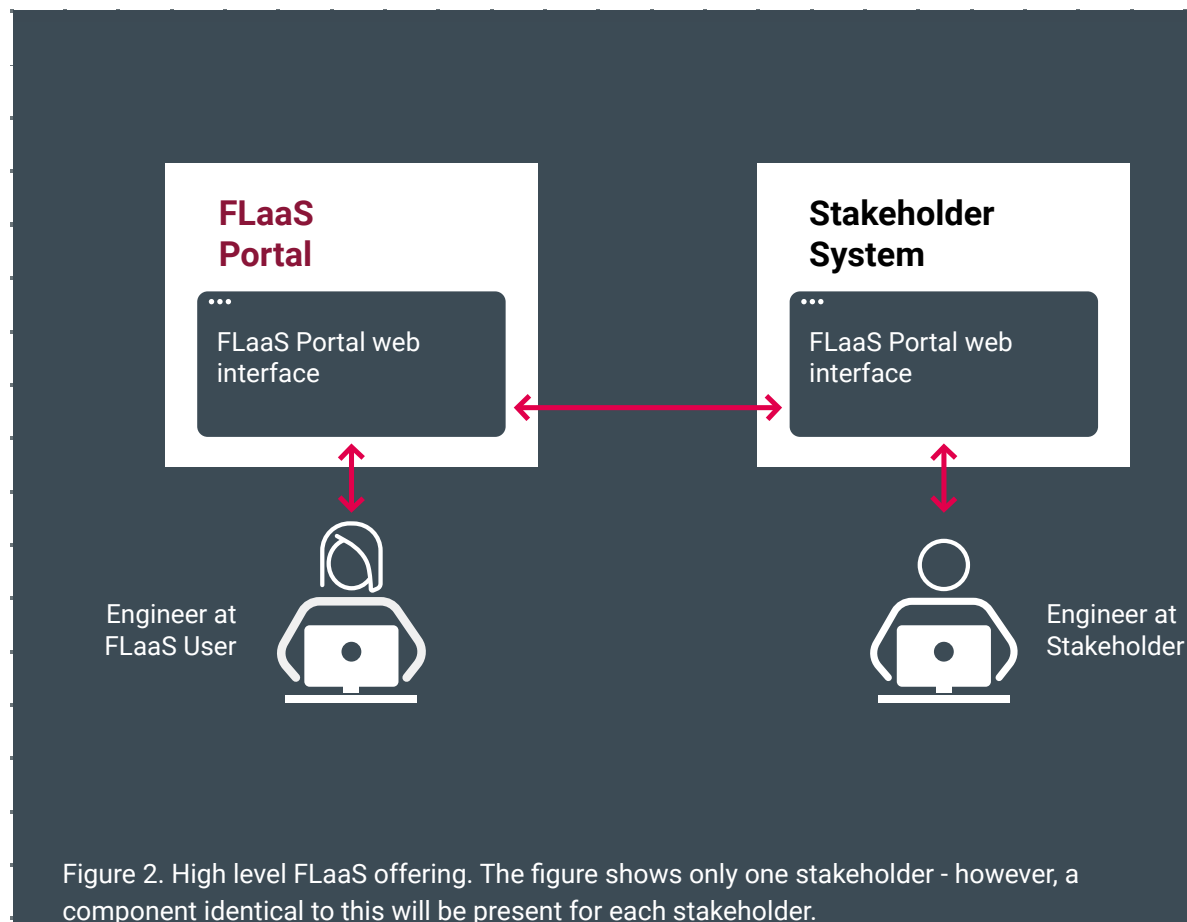 FLaaS
Portal
FLaaS Portal web
interface
Stakeholder
System
FLaaS Portal web
interface
Engineer at
FLaaS User
Engineer at
Stakeholder
Figure 2. High level FLaaS offering. The figure shows only one stakeholder - however, a
component identical to this will be present for each stakeholder.